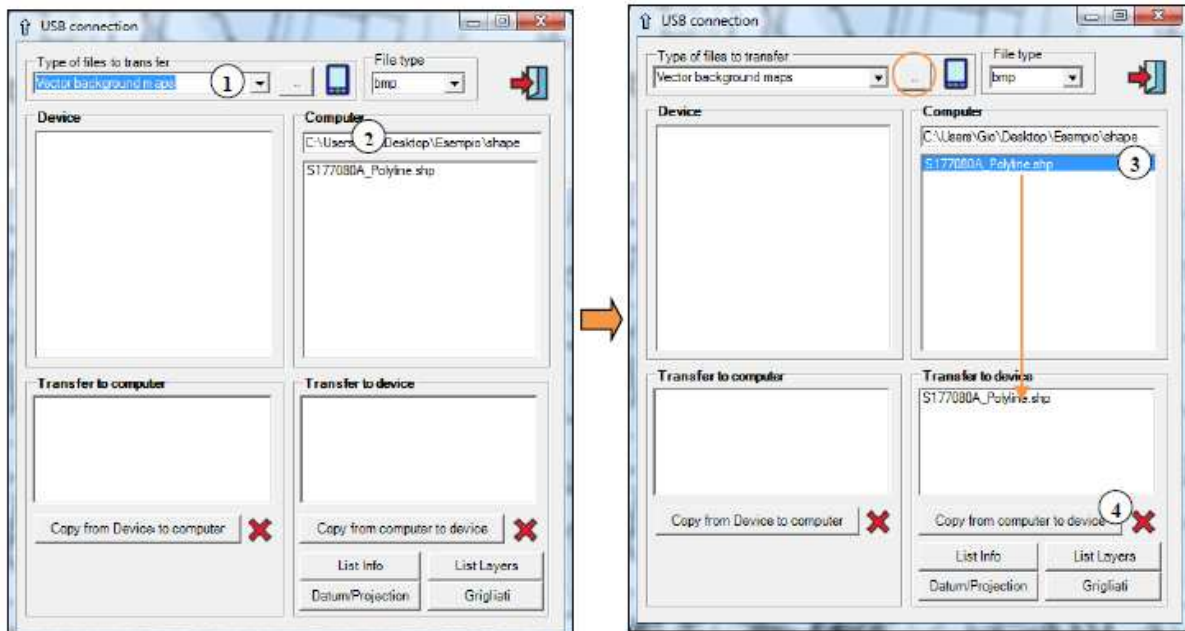 USB connection
Type of files to transfer
Vector background maps
1
..
File type
bmp
Device
Computer
C:\Users
2
Desktop\Esempio\shape
S177080A_Polyline.shp
Transfer to computer
Transfer to device
Copy from Device to computer
Copy from computer to device
List Info
List Layers
Datum/Projection
Grigliati
USB connection
Type of files to transfer
Vector background maps
..
File type
bmp
Device
Computer
C:\Users\Gio\Desktop\Esempio\shape
S177080A_Polyline.shp
3
Transfer to computer
Transfer to device
S177080A_Polyline.shp
Copy from Device to computer
Copy from computer to device
4
List Info
List Layers
Datum/Projection
Grigliati